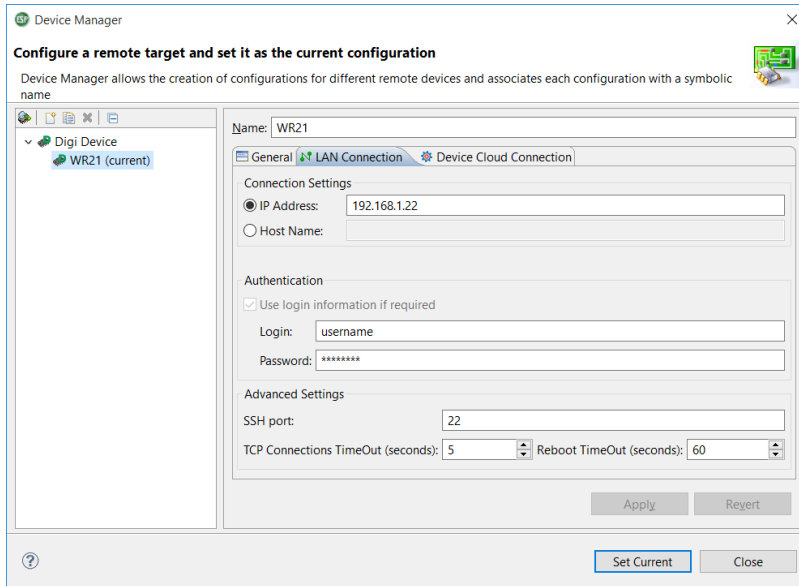 ESP Device Manager
Configure a remote target and set it as the current configuration
Device Manager allows the creation of configurations for different remote devices and associates each configuration with a symbolic
name
Digi Device
WR21 (current)
Name: WR21
General LAN Connection Device Cloud Connection
Connection Settings
IP Address: 192.168.1.22
Host Name:
Authentication
Use login information if required
Login: username
Password: ********
Advanced Settings
SSH port: 22
TCP Connections TimeOut (seconds): 5 Reboot TimeOut (seconds): 60
Apply Revert
? Set Current Close